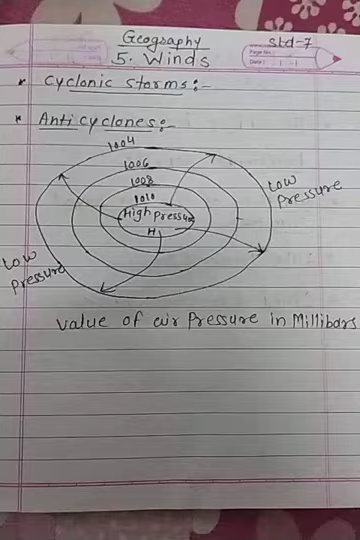 Geography
Std-7
5. Winds
Page No.
Date
* Cyclonic storms:-
* Anticyclones:-
1004
1006
1008
1010
High Pressure
H
Low
Pressure
Low
Pressure
value of air Pressure in Millibars